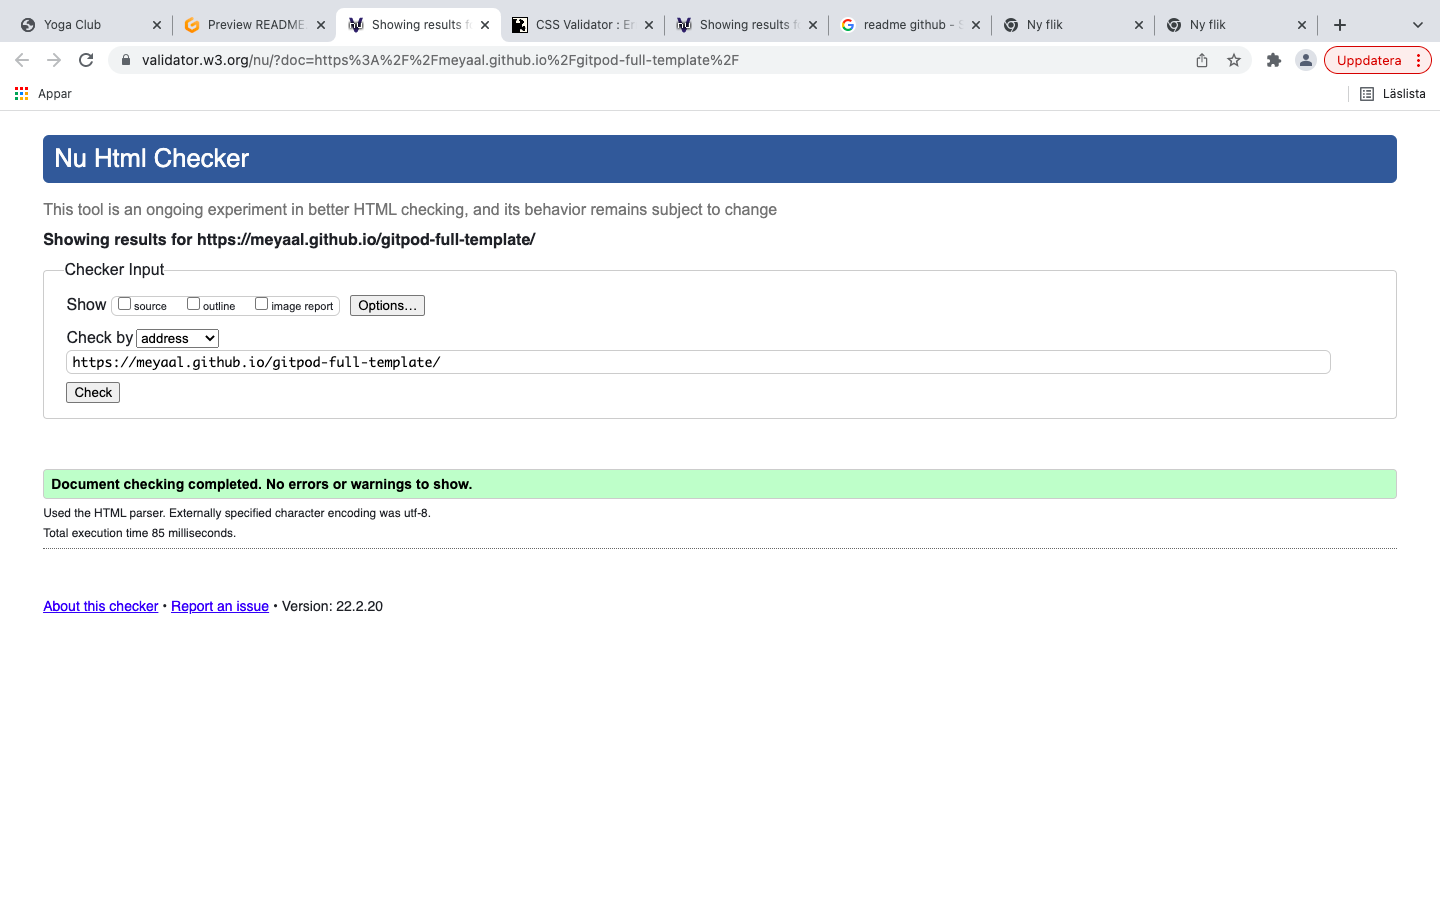 Yoga Club
Preview README.
Showing results f
CSS Validator : Er
Showing results f
readme github - S
Ny flik
Ny flik
validator.w3.org/nu/?doc=https%3A%2F%2Fmeyaal.github.io%2Fgitpod-full-template%2F
Uppdatera
Appar
Läslista
Nu Html Checker
This tool is an ongoing experiment in better HTML checking, and its behavior remains subject to change
Showing results for https://meyaal.github.io/gitpod-full-template/
Checker Input
Show source outline image report Options...
Check by address
https://meyaal.github.io/gitpod-full-template/
Check
Document checking completed. No errors or warnings to show.
Used the HTML parser. Externally specified character encoding was utf-8.
Total execution time 85 milliseconds.
About this checker • Report an issue • Version: 22.2.20